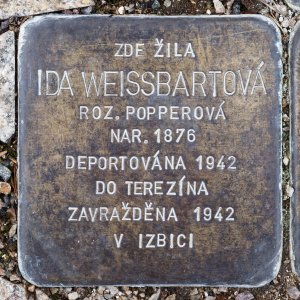 ZDE ŽILA
IDA WEISSBARTOVÁ
ROZ. POPPEROVÁ
NAR. 1876
DEPORTOVÁNA 1942
DO TEREZÍNA
ZAVRAŽDĚNA 1942
V IZBICI